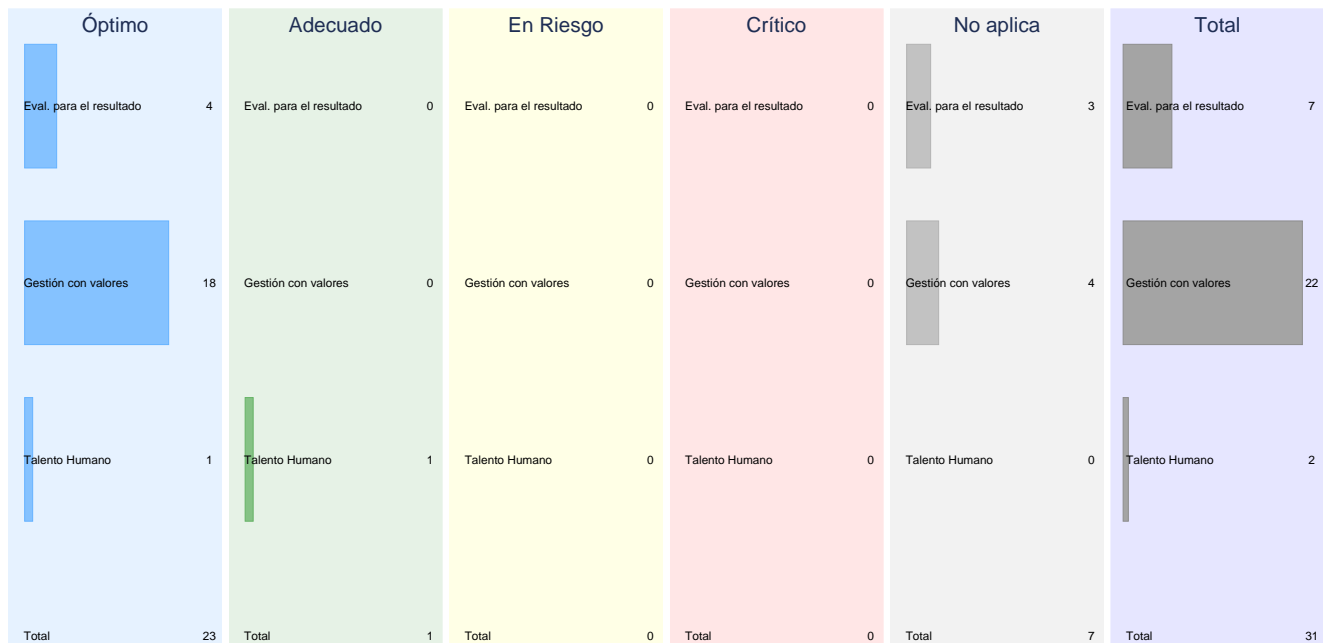 Óptimo Adecuado En Riesgo Crítico No aplica Total
Eval. para el resultado 4 Eval. para el resultado 0 Eval. para el resultado 0 Eval. para el resultado 0 Eval. para el resultado 3 Eval. para el resultado 7
Gestión con valores 18 Gestión con valores 0 Gestión con valores 0 Gestión con valores 0 Gestión con valores 4 Gestión con valores 22
Talento Humano 1 Talento Humano 1 Talento Humano 0 Talento Humano 0 Talento Humano 0 Talento Humano 2
Total 23 Total 1 Total 0 Total 0 Total 7 Total 31